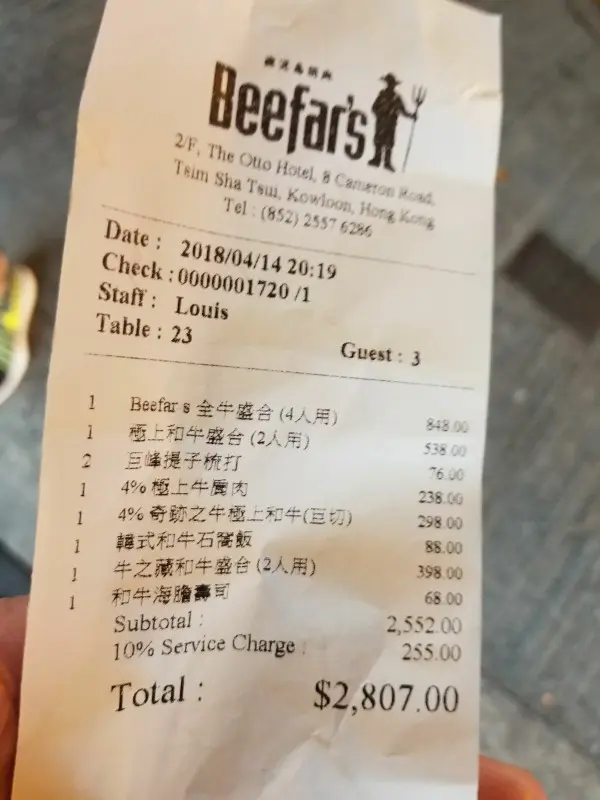 Beefar's
2/F, The Otto Hotel, 8 Cameron Road,
Tsim Sha Tsui, Kowloon, Hong Kong
Tel : (852) 2557 6286
Date : 2018/04/14 20:19
Check : 0000001720 /1
Staff : Louis
Table : 23 Guest : 3
1 Beefar s 全牛盛合 (4人用) 848.00
1 極上和牛盛合 (2人用) 538.00
2 巨峰提子梳打 76.00
1 4% 極上牛膶肉 238.00
1 4% 奇跡之牛極上和牛(豆切) 298.00
1 韓式和牛石窩飯 88.00
1 牛之藏和牛盛合 (2人用) 398.00
1 和牛海膽壽司 68.00
Subtotal : 2,552.00
10% Service Charge : 255.00
Total : $2,807.00